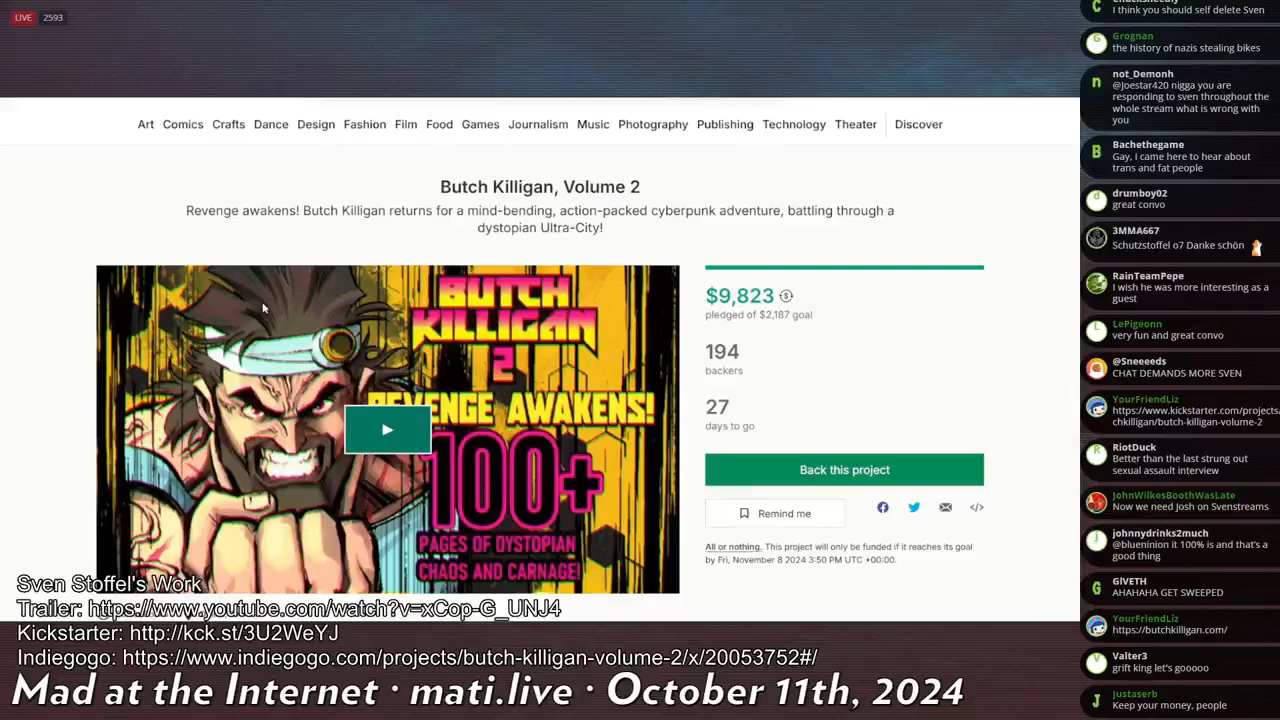 LIVE 2593
Art Comics Crafts Dance Design Fashion Film Food Games Journalism Music Photography Publishing Technology Theater Discover
Butch Killigan, Volume 2
Revenge awakens! Butch Killigan returns for a mind-bending, action-packed cyberpunk adventure, battling through a
dystopian Ultra-City!
BUTCH
KILLIGAN
2
REVENGE AWAKENS!
100+
PAGES OF DYSTOPIAN
CHAOS AND CARNAGE!
$9,823
pledged of $2,187 goal
194
backers
27
days to go
Back this project
Remind me
All or nothing. This project will only be funded if it reaches its goal
by Fri, November 8 2024 3:50 PM UTC +00:00.
Sven Stoffel's Work
Trailer: https://www.youtube.com/watch?v=xCop-G_UNJ4
Kickstarter: http://kck.st/3U2WeYJ
Indiegogo: https://www.indiegogo.com/projects/butch-killigan-volume-2/x/20053752#/
Mad at the Internet · mati.live · October 11th, 2024
I think you should self delete Sven
Grognan
the history of nazis stealing bikes
not_Demonh
@Joestar420 nigga you are
responding to sven throughout the
whole stream what is wrong with
you
Bachethegame
Gay, I came here to hear about
trans and fat people
drumboy02
great convo
3MMA667
Schutzstoffel o7 Danke schön
RainTeamPepe
I wish he was more interesting as a
guest
LePigeonn
very fun and great convo
@Sneeeeds
CHAT DEMANDS MORE SVEN
YourFriendLiz
https://www.kickstarter.com/projects/
chkilligan/butch-killigan-volume-2
RiotDuck
Better than the last strung out
sexual assault interview
JohnWilkesBoothWasLate
Now we need Josh on Svenstreams
johnnydrinks2much
@blueninion it 100% is and that's a
good thing
GlVETH
AHAHAHA GET SWEEPED
YourFriendLiz
https://butchkilligan.com/
Valter3
grift king let's gooooo
Justaserb
Keep your money, people